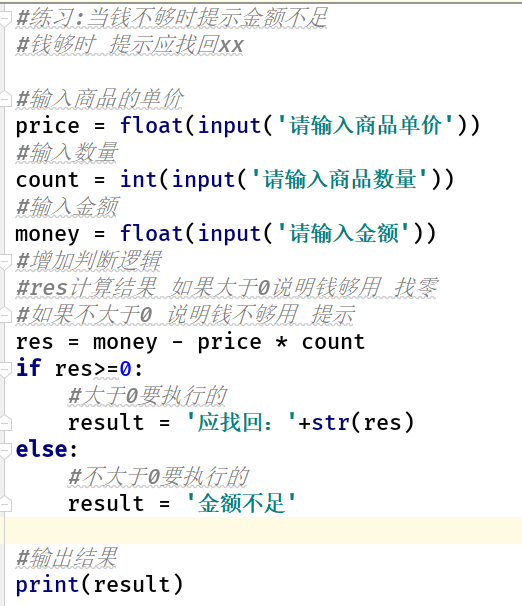 #练习:当钱不够时提示金额不足
#钱够时 提示应找回xx
#输入商品的单价
price = float(input('请输入商品单价'))
#输入数量
count = int(input('请输入商品数量'))
#输入金额
money = float(input('请输入金额'))
#增加判断逻辑
#res计算结果 如果大于0说明钱够用 找零
#如果不大于0 说明钱不够用 提示
res = money - price * count
if res>=0:
    #大于0要执行的
    result = '应找回：'+str(res)
else:
    #不大于0要执行的
    result = '金额不足'
#输出结果
print(result)